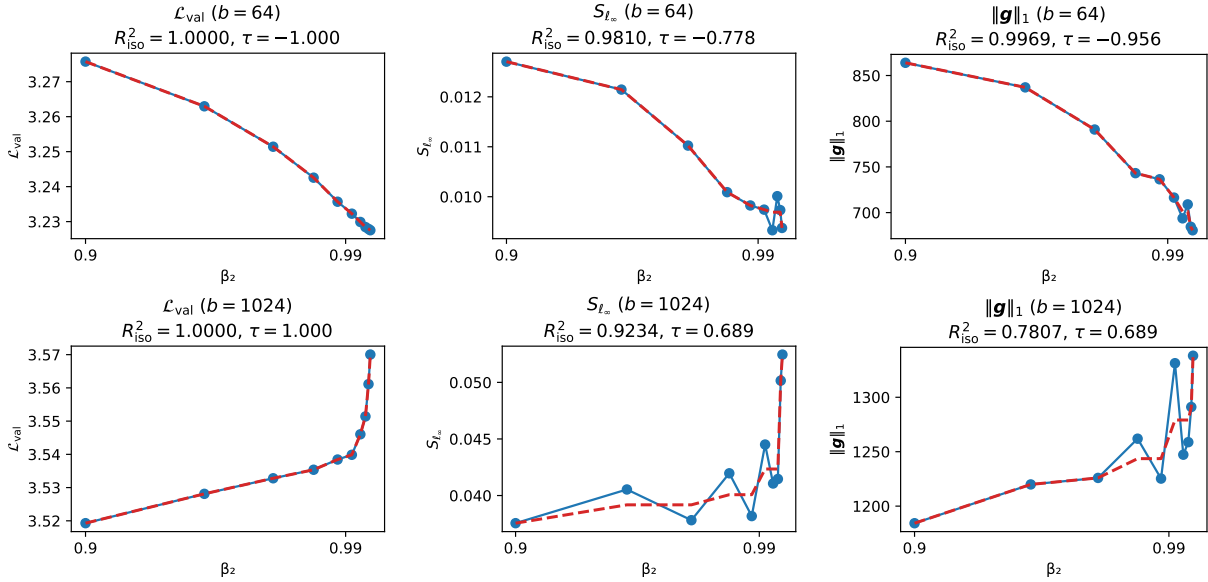 𝓛val (b = 64)
R²iso = 1.0000, τ = −1.000
3.27
3.26
3.25
3.24
3.23
𝓛val
0.9
0.99
β₂
Sℓ∞ (b = 64)
R²iso = 0.9810, τ = −0.778
0.012
0.011
0.010
Sℓ∞
0.9
0.99
β₂
‖g‖₁ (b = 64)
R²iso = 0.9969, τ = −0.956
850
800
750
700
‖g‖₁
0.9
0.99
β₂
𝓛val (b = 1024)
R²iso = 1.0000, τ = 1.000
3.57
3.56
3.55
3.54
3.53
3.52
𝓛val
0.9
0.99
β₂
Sℓ∞ (b = 1024)
R²iso = 0.9234, τ = 0.689
0.050
0.045
0.040
Sℓ∞
0.9
0.99
β₂
‖g‖₁ (b = 1024)
R²iso = 0.7807, τ = 0.689
1300
1250
1200
‖g‖₁
0.9
0.99
β₂